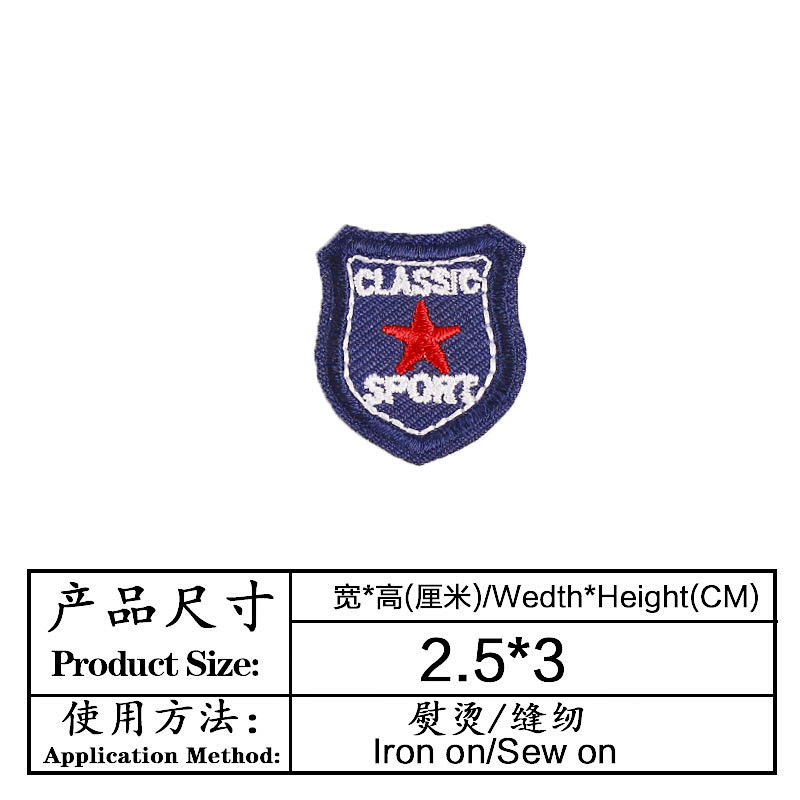 CLASSIC
SPORT
产品尺寸
Product Size:
宽*高(厘米)/Wedth*Height(CM)
2.5*3
使用方法:
Application Method:
熨烫/缝纫
Iron on/Sew on